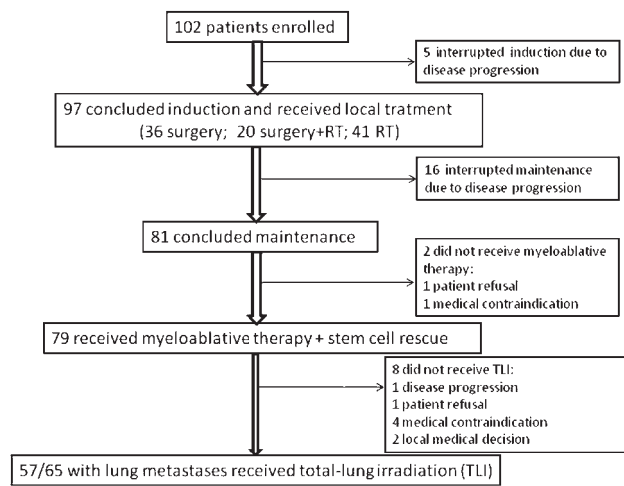 102 patients enrolled
5 interrupted induction due to
disease progression
97 concluded induction and received local tratment
(36 surgery; 20 surgery+RT; 41 RT)
16 interrupted maintenance
due to disease progression
81 concluded maintenance
2 did not receive myeloablative
therapy:
1 patient refusal
1 medical contraindication
79 received myeloablative therapy + stem cell rescue
8 did not receive TLI:
1 disease progression
1 patient refusal
4 medical contraindication
2 local medical decision
57/65 with lung metastases received total-lung irradiation (TLI)